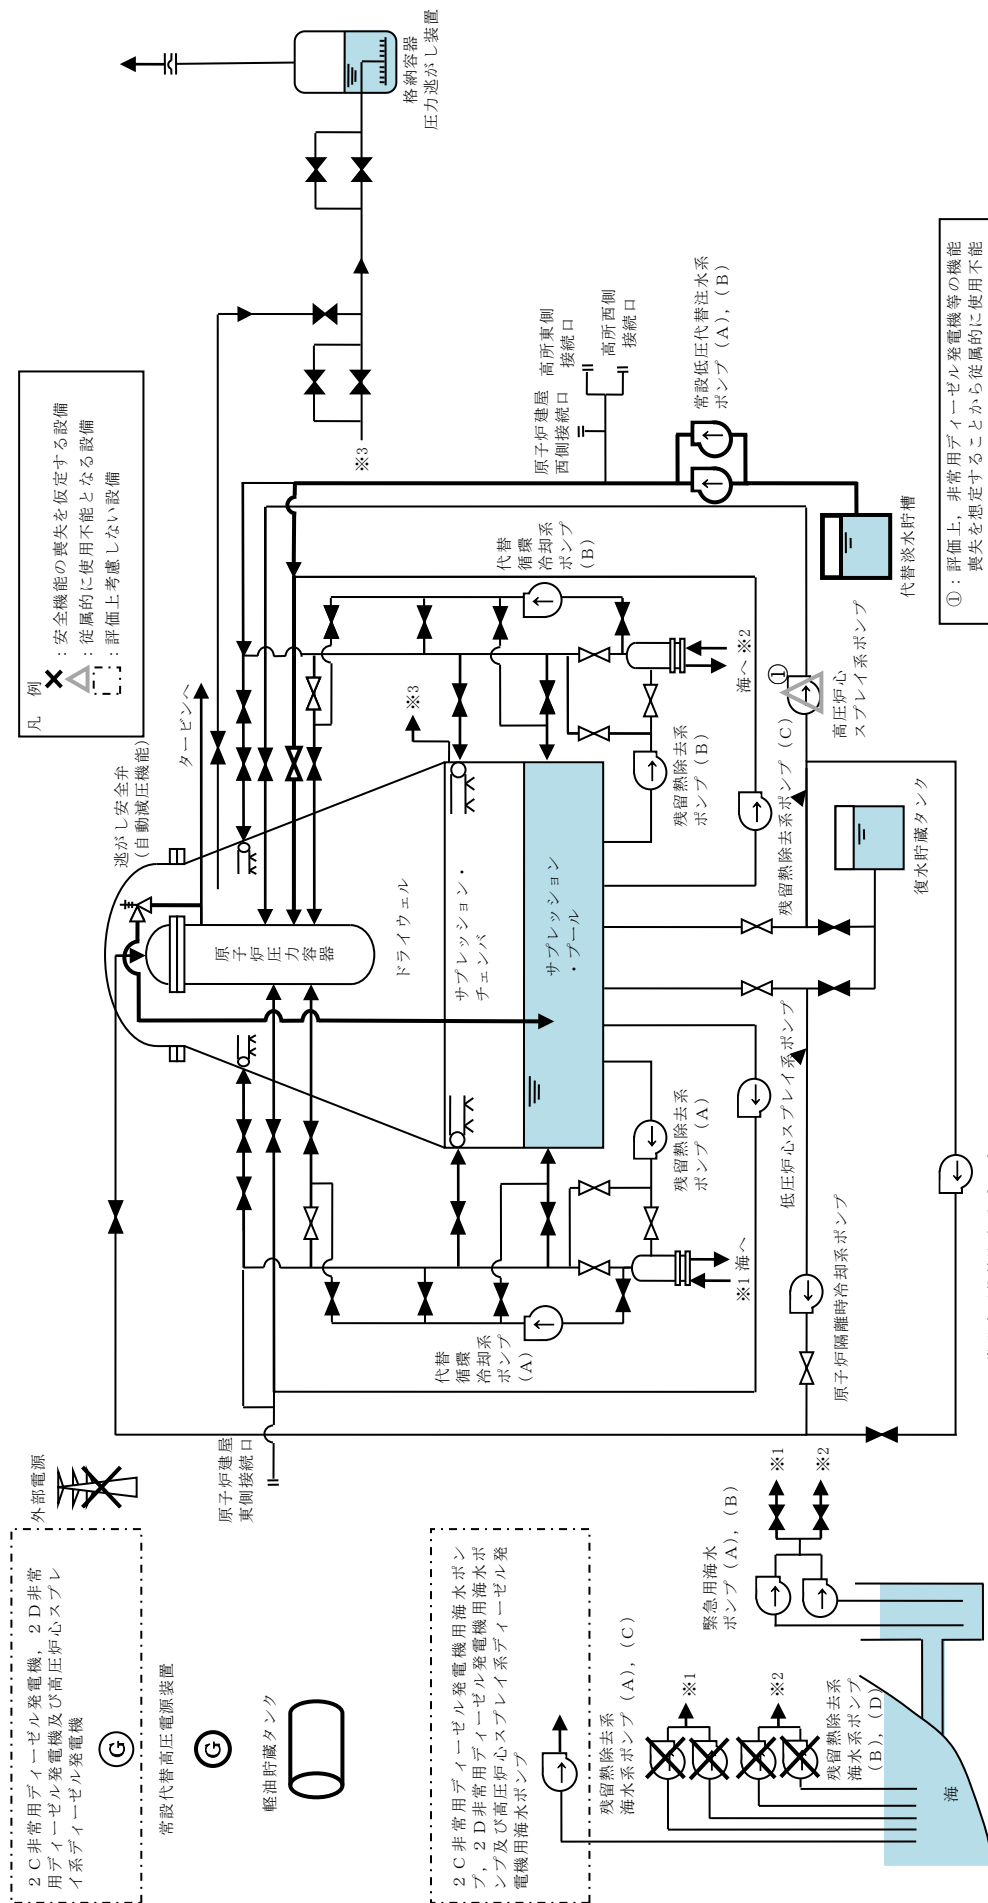 2C非常用ディーゼル発電機，2D非常
用ディーゼル発電機及び高圧炉心スプレ
イ系ディーゼル発電機
G
外部電源
常設代替高圧電源装置
G
軽油貯蔵タンク
凡　例
：安全機能の喪失を仮定する設備
：従属的に使用不能となる設備
：評価上考慮しない設備
逃がし安全弁
(自動減圧機能)
タービンへ
※3
※3
格納容器
圧力逃がし装置
原子炉建屋
東側接続口
原子炉圧力容器
ドライウェル
サプレッション・
チェンバ
サプレッション
・プール
代替
循環
冷却系
ポンプ
(A)
代替
循環
冷却系
ポンプ
(B)
原子炉建屋
西側接続口
高所東側
接続口
高所西側
接続口
常設低圧代替注水系
ポンプ（A），（B）
残留熱除去系
ポンプ（A）
残留熱除去系
ポンプ（B）
※1 海へ
海へ ※2
2C非常用ディーゼル発電機用海水ポン
プ，2D非常用ディーゼル発電機用海水ポ
ンプ及び高圧炉心スプレイ系ディーゼル発
電機用海水ポンプ
残留熱除去系
海水系ポンプ（A），（C）
※1
※2
残留熱除去系
海水系ポンプ
（B），（D）
海
緊急用海水
ポンプ（A），（B）
※1
※2
低圧炉心スプレイ系ポンプ
原子炉隔離時冷却系ポンプ
残留熱除去系ポンプ（C）
①
高圧炉心
スプレイ系ポンプ
復水貯蔵タンク
代替淡水貯槽
①：評価上，非常用ディーゼル発電機等の機能
喪失を想定することから従属的に使用不能